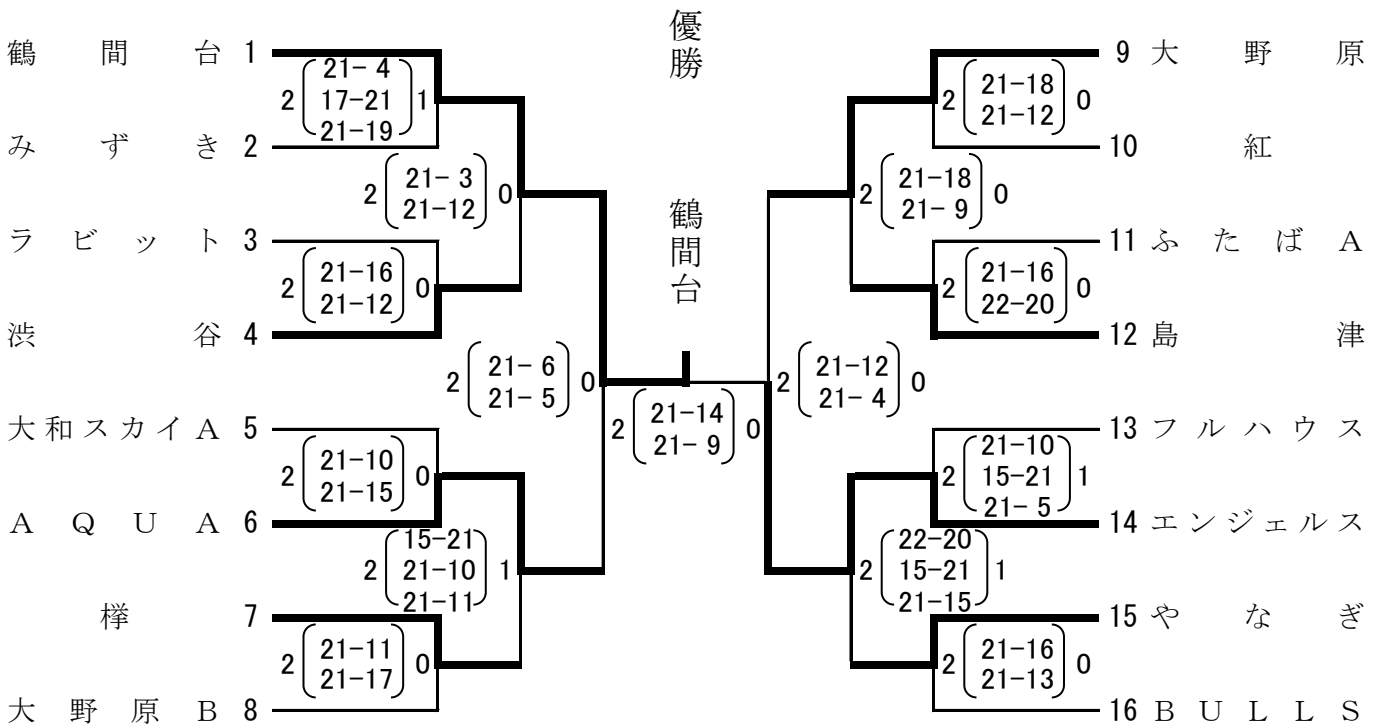 優勝
鶴間台
鶴間台 1
2 21- 4 1
17-21
21-19
みずき 2
2 21- 3 0
21-12
ラビット 3
2 21-16 0
21-12
渋谷 4
2 21- 6 0
21- 5
大和スカイA 5
2 21-10 0
21-15
AQUA 6
2 15-21 1
21-10
21-11
欅 7
2 21-11 0
21-17
大野原B 8
2 21-14 0
21- 9
9 大野原
2 21-18 0
21-12
10 紅
2 21-18 0
21- 9
11 ふたばA
2 21-16 0
22-20
12 島津
2 21-12 0
21- 4
13 フルハウス
2 21-10 1
15-21
21- 5
14 エンジェルス
2 22-20 1
15-21
21-15
15 やなぎ
2 21-16 0
21-13
16 BULLS